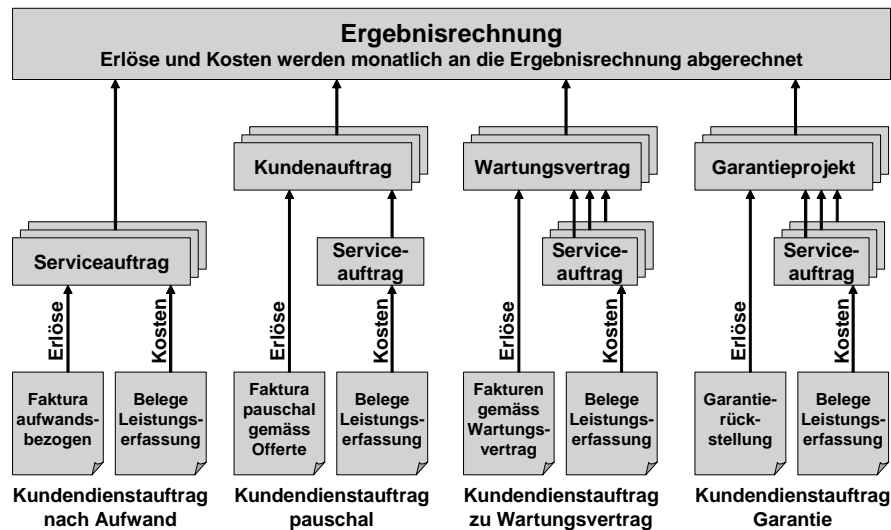 Ergebnisrechnung
Erlöse und Kosten werden monatlich an die Ergebnisrechnung abgerechnet
Kundenauftrag
Wartungsvertrag
Garantieprojekt
Serviceauftrag
Service-
auftrag
Service-
auftrag
Service-
auftrag
Erlöse
Kosten
Erlöse
Kosten
Erlöse
Kosten
Erlöse
Kosten
Faktura
aufwands-
bezogen
Belege
Leistungs-
erfassung
Faktura
pauschal
gemäss
Offerte
Belege
Leistungs-
erfassung
Fakturen
gemäss
Wartungs-
vertrag
Belege
Leistungs-
erfassung
Garantie-
rück-
stellung
Belege
Leistungs-
erfassung
Kundendienstauftrag
nach Aufwand
Kundendienstauftrag
pauschal
Kundendienstauftrag
zu Wartungsvertrag
Kundendienstauftrag
Garantie